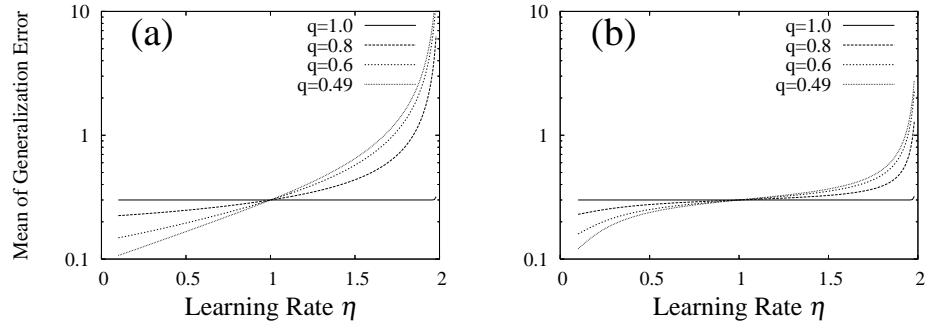 (a)
q=1.0
q=0.8
q=0.6
q=0.49
10
1
0.1
0
0.5
1
1.5
2
Learning Rate η
Mean of Generalization Error
(b)
q=1.0
q=0.8
q=0.6
q=0.49
10
1
0.1
0
0.5
1
1.5
2
Learning Rate η